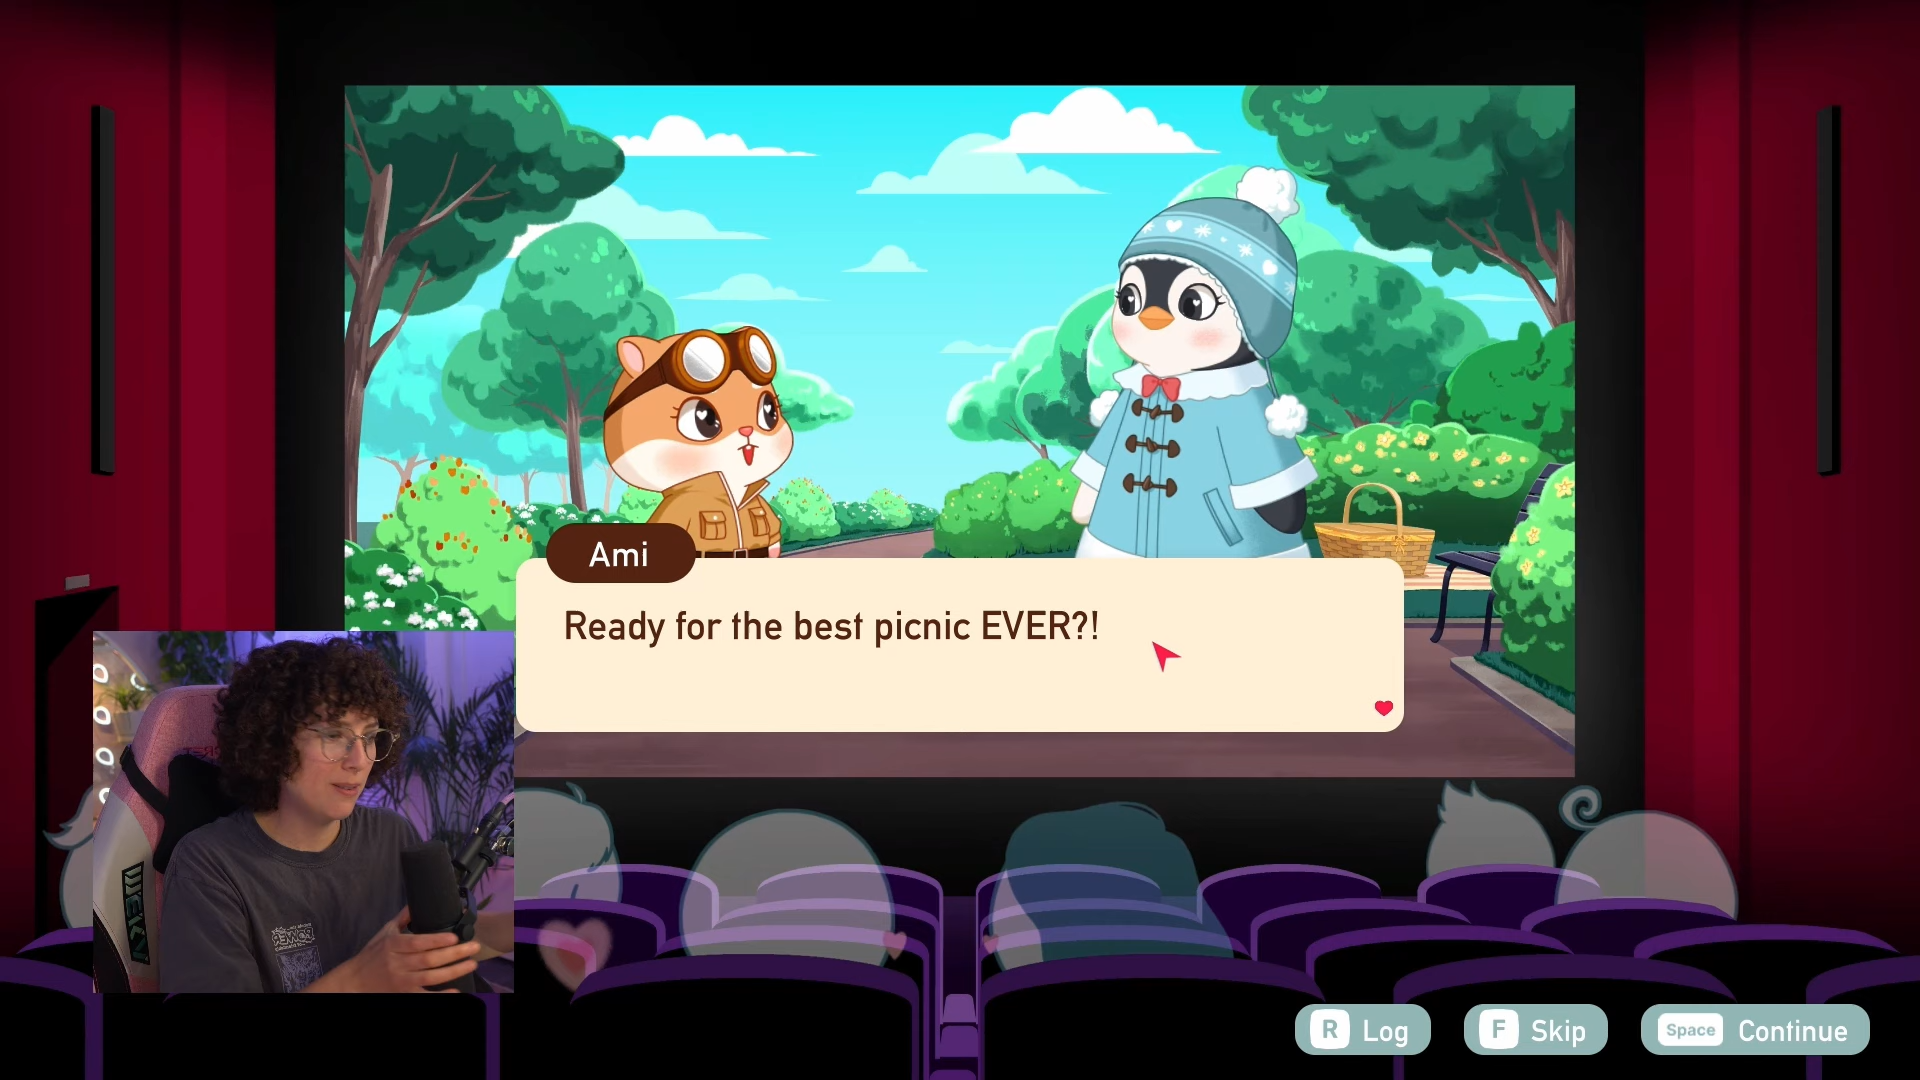 Ami
Ready for the best picnic EVER?!
R Log
F Skip
Space Continue